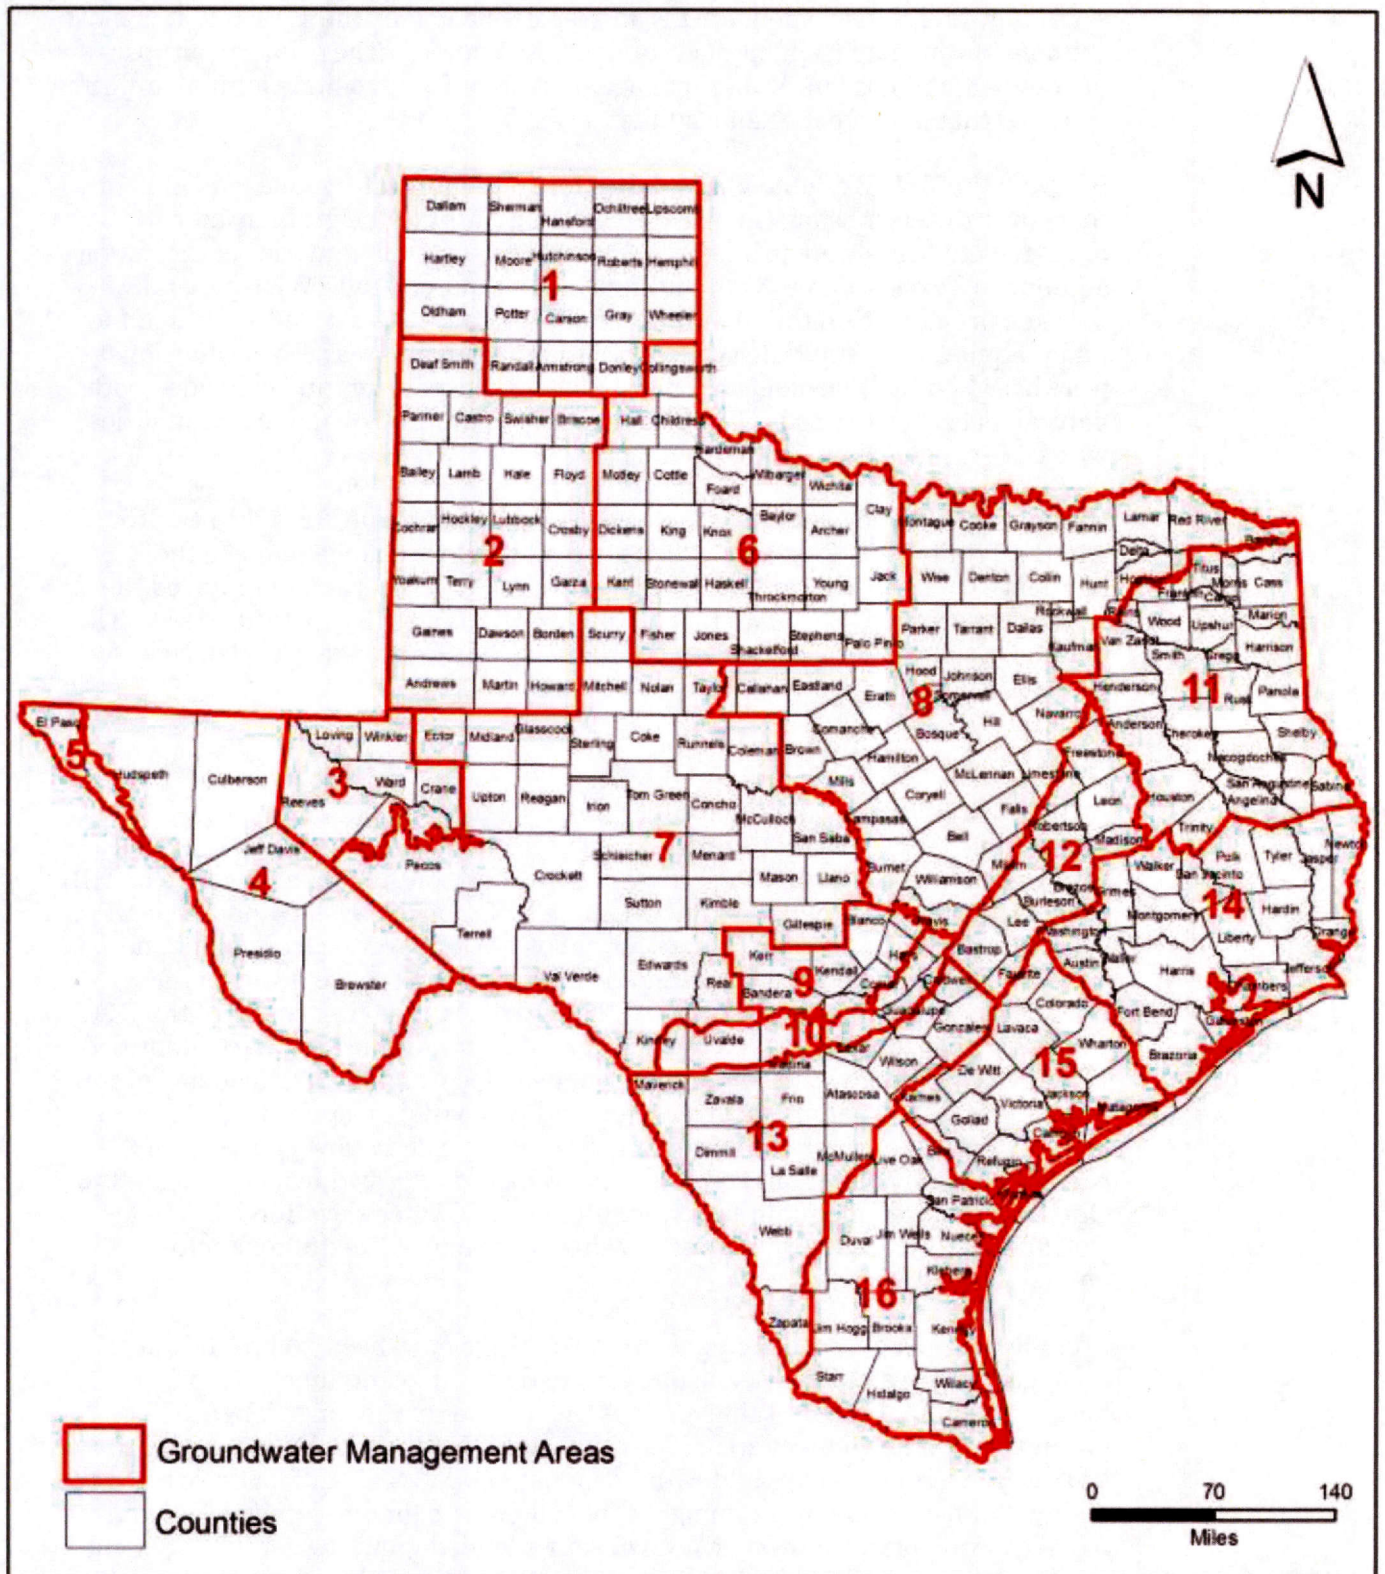 N
Dallam Sherman Hansford Ochiltree Lipscomb
Hartley Moore Hutchinson Roberts Hemphill
1
Oldham Potter Carson Gray Wheeler
Deaf Smith Randall Armstrong Donley Collingsworth
Parmer Castro Swisher Briscoe Hall Childress
Hardeman
Bailey Lamb Hale Floyd Motley Cottle Foard Wilbarger Wichita
Clay
Cochran Hockley Lubbock Crosby Dickens King Knox Baylor Archer Montague Cooke Grayson Fannin Lamar Red River Bowie
2 6
Delta
Yoakum Terry Lynn Garza Kent Stonewall Haskell Throckmorton Young Jack Wise Denton Collin Hunt Hopkins Franklin Titus Morris Cass
Camp
Rockwall Rains Wood Upshur Marion
Gaines Dawson Borden Scurry Fisher Jones Shackelford Stephens Palo Pinto Parker Tarrant Dallas Kaufman Van Zandt Smith Gregg Harrison
Andrews Martin Howard Mitchell Nolan Taylor Callahan Eastland Erath Hood Johnson Ellis Henderson Rusk Panola
Somervell
8 11
El Paso Loving Winkler Ector Midland Glasscock Sterling Coke Runnels Coleman Brown Comanche Bosque Hill Navarro Anderson Cherokee Shelby
5 Hudspeth Culberson Hamilton Freestone Nacogdoches
3 Reeves Ward Crane Upton Reagan Irion Tom Green Concho Mills Coryell McLennan Limestone Leon Houston San Augustine Sabine
Angelina
McCulloch San Saba Lampasas Bell Falls Robertson Madison Trinity
Jeff Davis Pecos Crockett Schleicher 7 Menard Burnet Milam 12 Walker Polk Tyler Jasper Newton
4 Mason Llano Williamson Brazos Grimes San Jacinto
Terrell Sutton Kimble Burleson Montgomery 14 Hardin
Gillespie Blanco Travis Lee Washington Liberty Orange
Presidio Brewster Val Verde Edwards Real Kerr Kendall Hays Bastrop Austin Waller Harris Jefferson
9
Bandera Comal Caldwell Fayette Chambers
Colorado Fort Bend Galveston
Kinney Uvalde 10 Guadalupe Gonzales Lavaca
Medina Bexar Wilson 15 Wharton Brazoria
De Witt
Maverick Zavala Frio Atascosa Karnes Victoria Jackson Matagorda
Goliad
13 Calhoun
Dimmit La Salle McMullen Live Oak Bee Refugio
San Patricio
Webb Duval Jim Wells Nueces
Kleberg
16
Zapata Jim Hogg Brooks Kenedy
Starr Hidalgo Willacy
Cameron
Groundwater Management Areas
Counties
0 70 140
Miles